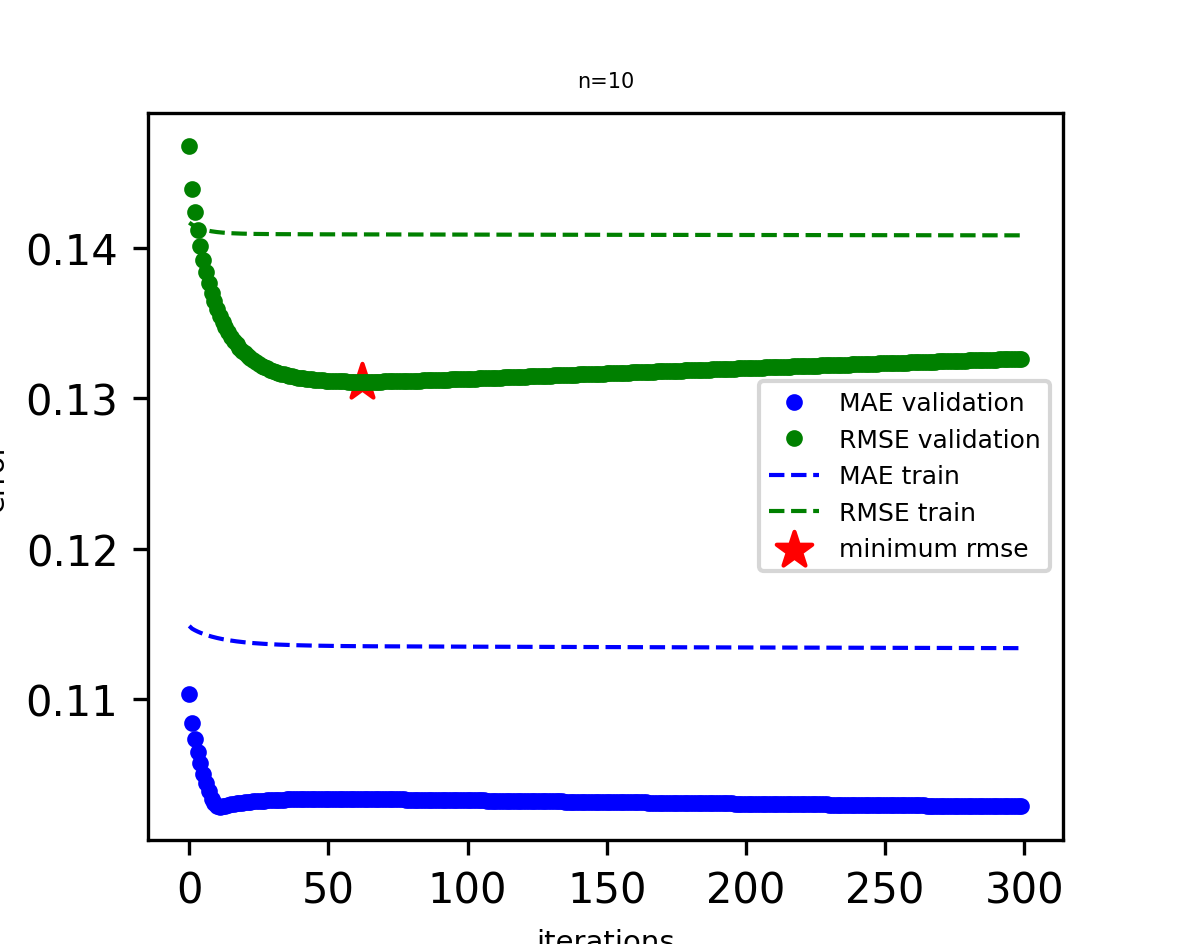 n=10
0.14
0.13
0.12
0.11
MAE validation
RMSE validation
MAE train
RMSE train
minimum rmse
0 50 100 150 200 250 300
iterations